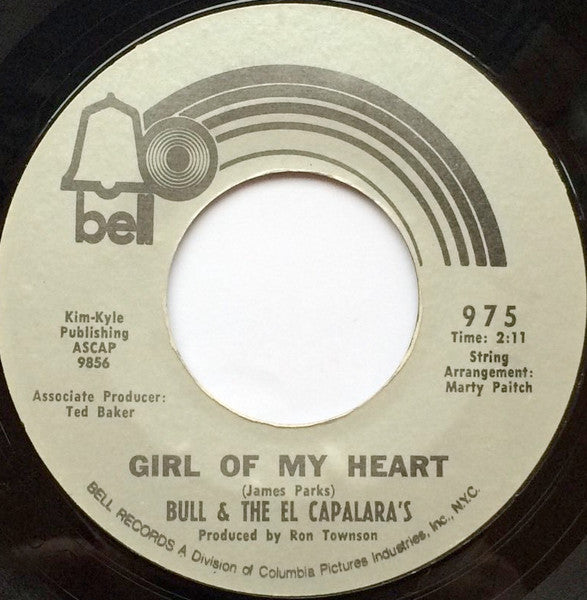 bell
Kim-Kyle
Publishing
ASCAP
9856
Associate Producer:
Ted Baker
975
Time: 2:11
String
Arrangement:
Marty Paitch
GIRL OF MY HEART
(James Parks)
BULL & THE EL CAPALARA'S
Produced by Ron Townson
BELL RECORDS A Division of Columbia Pictures Industries, Inc., N.Y.C.